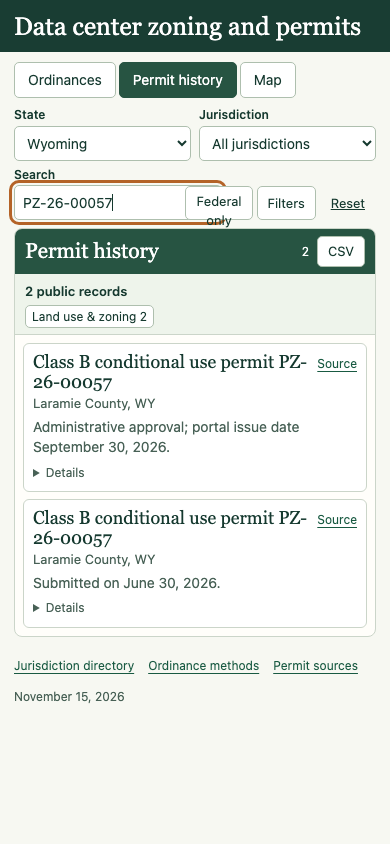 Data center zoning and permits
Ordinances
Permit history
Map
State
Jurisdiction
Wyoming
All jurisdictions
Search
PZ-26-00057
Federal
only
Filters
Reset
Permit history
2
CSV
2 public records
Land use & zoning 2
Class B conditional use permit PZ-
26-00057
Source
Laramie County, WY
Administrative approval; portal issue date
September 30, 2026.
Details
Class B conditional use permit PZ-
26-00057
Source
Laramie County, WY
Submitted on June 30, 2026.
Details
Jurisdiction directory
Ordinance methods
Permit sources
November 15, 2026